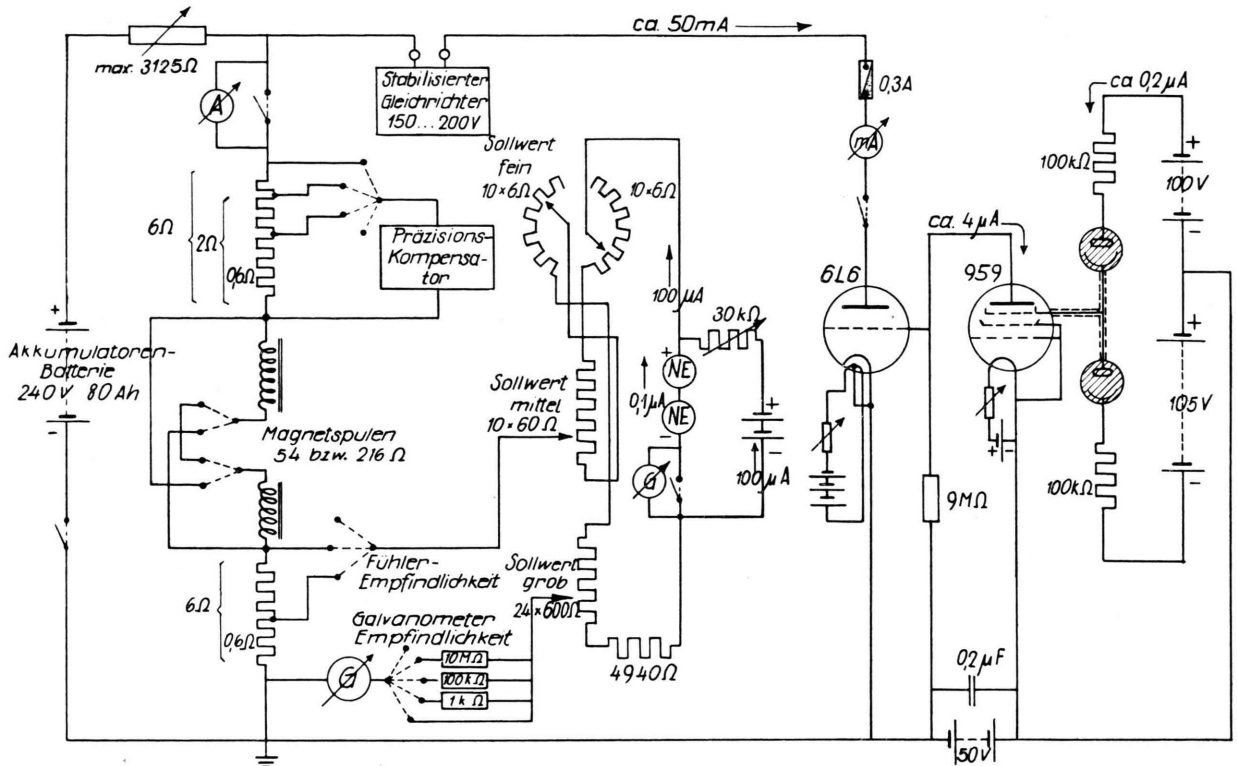 ca. 50mA
max. 3125Ω
A
Stabilisierter
Gleichrichter
150...200V
0,3A
mA
ca 0,2μA
100kΩ
+
100V
-
Sollwert
fein
10×6Ω
10×6Ω
6Ω
2Ω
0,6Ω
Präzisions-
Kompensa-
tor
100μA
30kΩ
6L6
ca. 4μA
959
+
Akkumulatoren-
Batterie
240V 80Ah
-
Magnetspulen
54 bzw. 216Ω
Sollwert
mittel
10×60Ω
+
NE
0,1μA
NE
-
G
+
-
100μA
+
105V
-
100kΩ
+ -
9MΩ
Fühler-
Empfindlichkeit
Sollwert
grob
24×600Ω
6Ω
0,6Ω
Galvanometer
Empfindlichkeit
G
10MΩ
100kΩ
1kΩ
4940Ω
0,2μF
50V